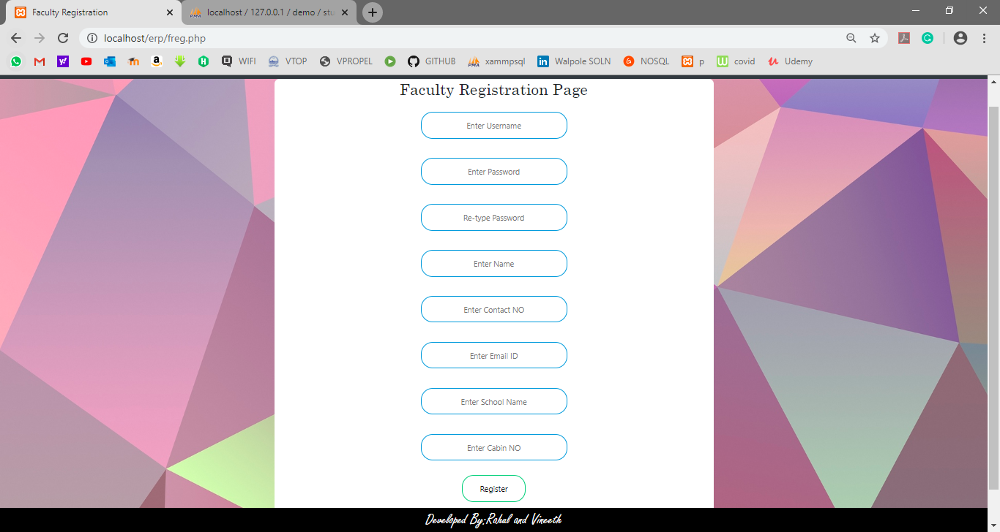 Faculty Registration
localhost / 127.0.0.1 / demo / stu
localhost/erp/freg.php
WIFI VTOP VPROPEL GITHUB xammpsql Walpole SOLN NOSQL p covid Udemy
Faculty Registration Page
Enter Username
Enter Password
Re-type Password
Enter Name
Enter Contact NO
Enter Email ID
Enter School Name
Enter Cabin NO
Register
Developed By:Rahul and Vineeth